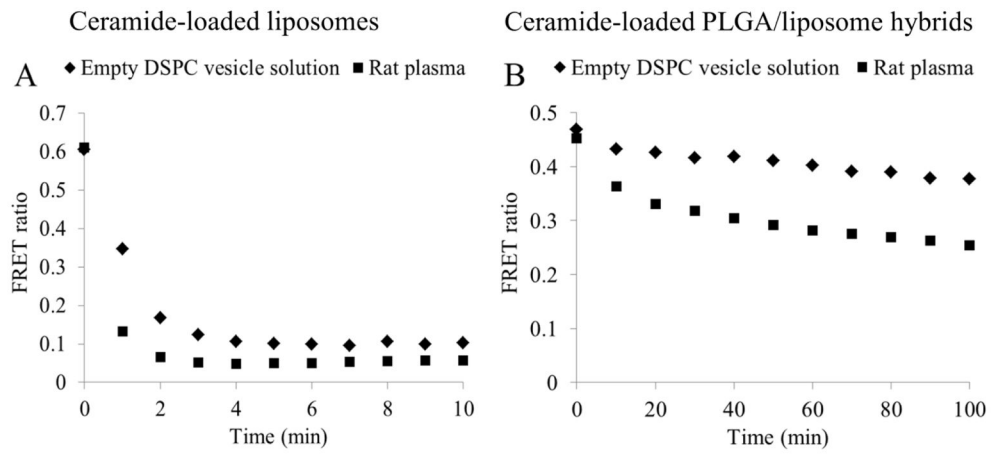 Ceramide-loaded liposomes
A
◆ Empty DSPC vesicle solution ■ Rat plasma
0.7
0.6
0.5
0.4
0.3
0.2
0.1
0
FRET ratio
0 2 4 6 8 10
Time (min)
Ceramide-loaded PLGA/liposome hybrids
B
◆ Empty DSPC vesicle solution ■ Rat plasma
0.5
0.4
0.3
0.2
0.1
0
FRET ratio
0 20 40 60 80 100
Time (min)